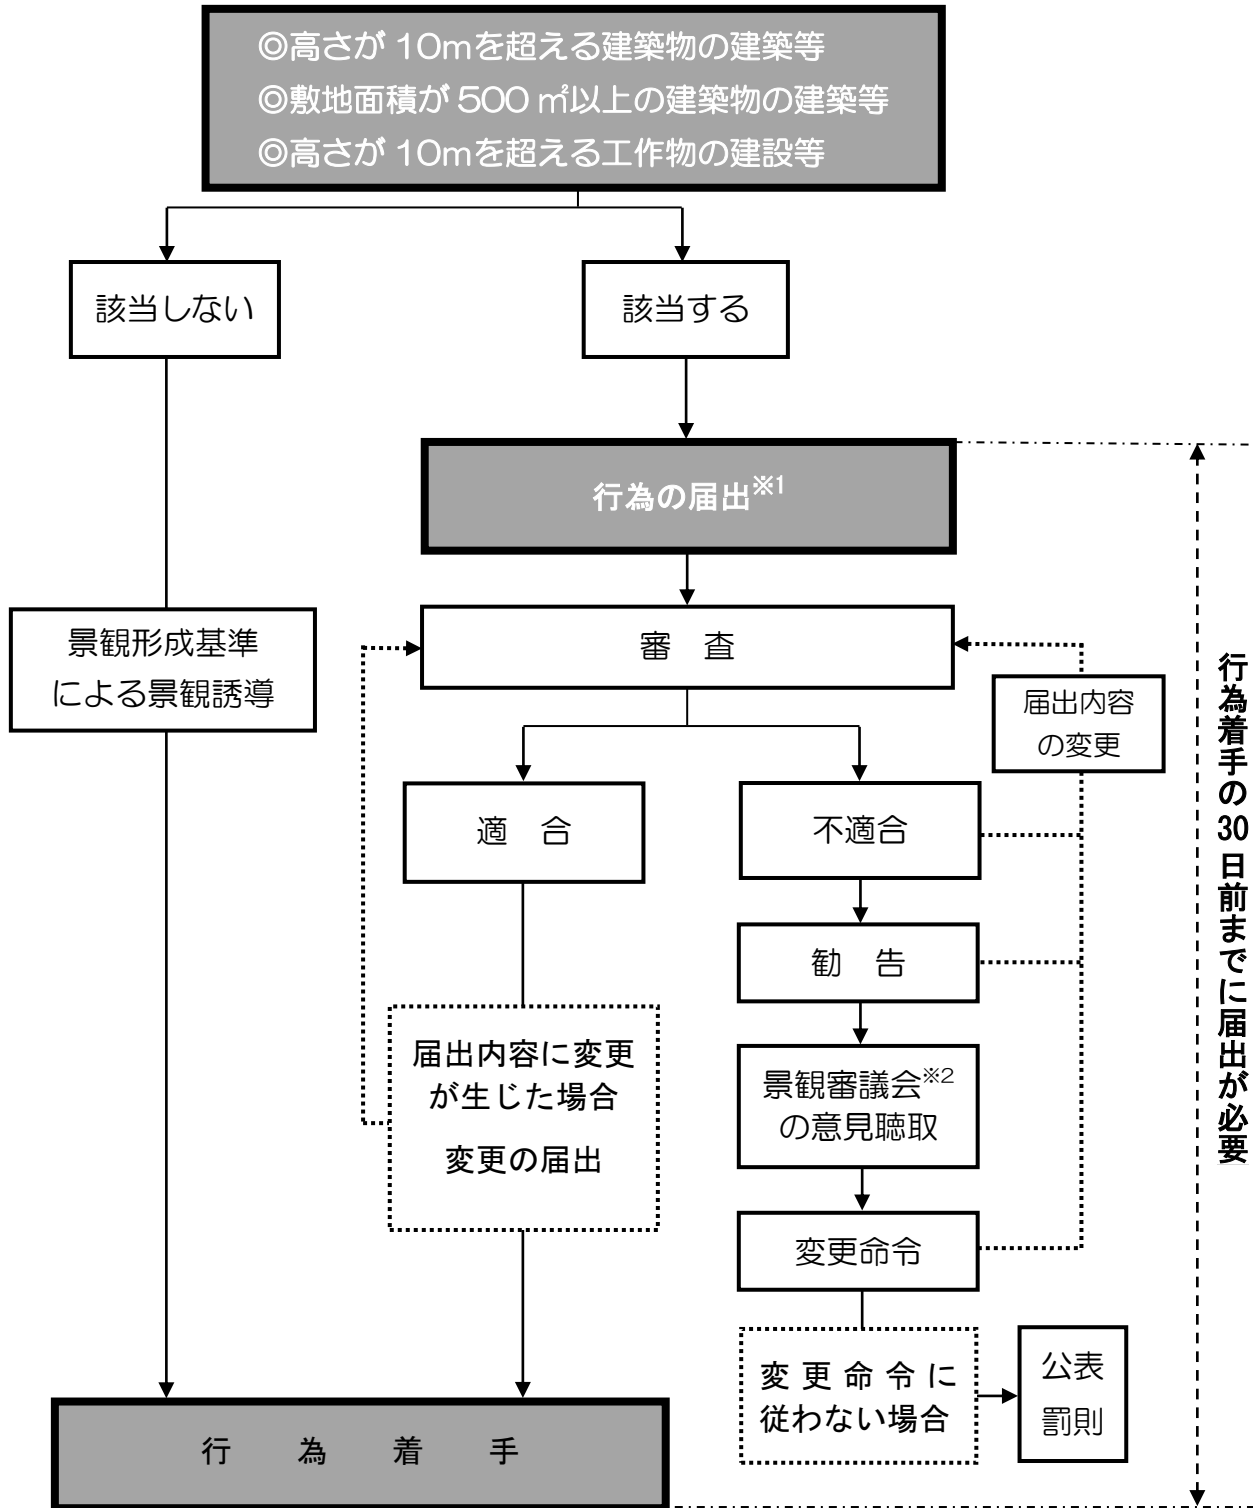 ◎高さが10mを超える建築物の建築等
◎敷地面積が500㎡以上の建築物の建築等
◎高さが10mを超える工作物の建設等
該当しない
該当する
行為の届出※1
審　査
景観形成基準
による景観誘導
届出内容
の変更
適　合
不適合
勧　告
届出内容に変更
が生じた場合
変更の届出
景観審議会※2
の意見聴取
変更命令
変更命令に
従わない場合
公表
罰則
行　為　着　手
行為着手の30日前までに届出が必要